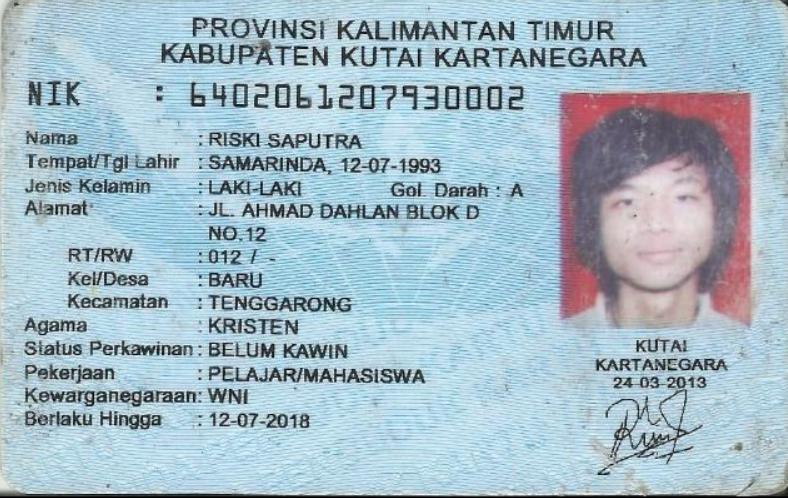 PROVINSI KALIMANTAN TIMUR
KABUPATEN KUTAI KARTANEGARA
NIK : 6402061207930002
Nama : RISKI SAPUTRA
Tempat/Tgl Lahir : SAMARINDA, 12-07-1993
Jenis Kelamin : LAKI-LAKI Gol. Darah : A
Alamat : JL. AHMAD DAHLAN BLOK D
NO.12
RT/RW : 012 / -
Kel/Desa : BARU
Kecamatan : TENGGARONG
Agama : KRISTEN
Status Perkawinan : BELUM KAWIN
Pekerjaan : PELAJAR/MAHASISWA
Kewarganegaraan: WNI
Berlaku Hingga : 12-07-2018
KUTAI
KARTANEGARA
24-03-2013